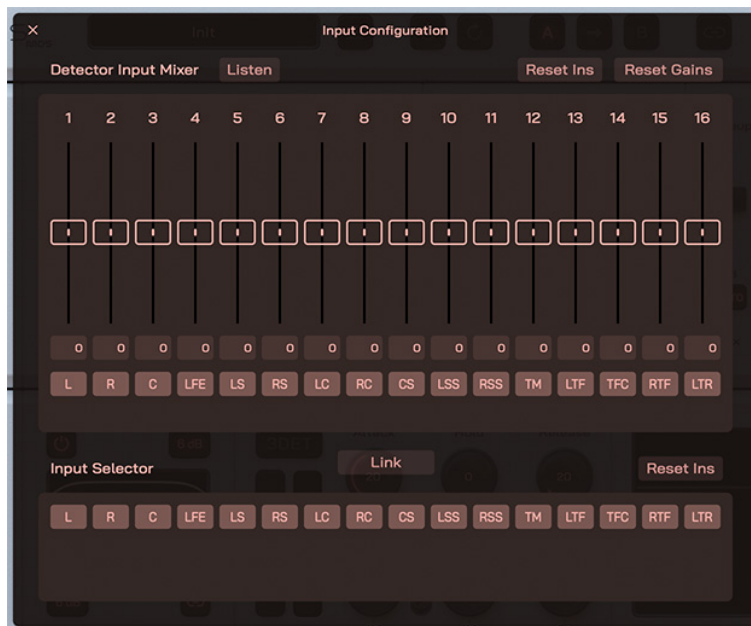 Init
Input Configuration
A
Detector Input Mixer Listen Reset Ins Reset Gains
1 2 3 4 5 6 7 8 9 10 11 12 13 14 15 16
0 0 0 0 0 0 0 0 0 0 0 0 0 0 0 0
L R C LFE LS RS LC RC CS LSS RSS TM LTF TFC RTF LTR
Input Selector Link Reset Ins
L R C LFE LS RS LC RC CS LSS RSS TM LTF TFC RTF LTR